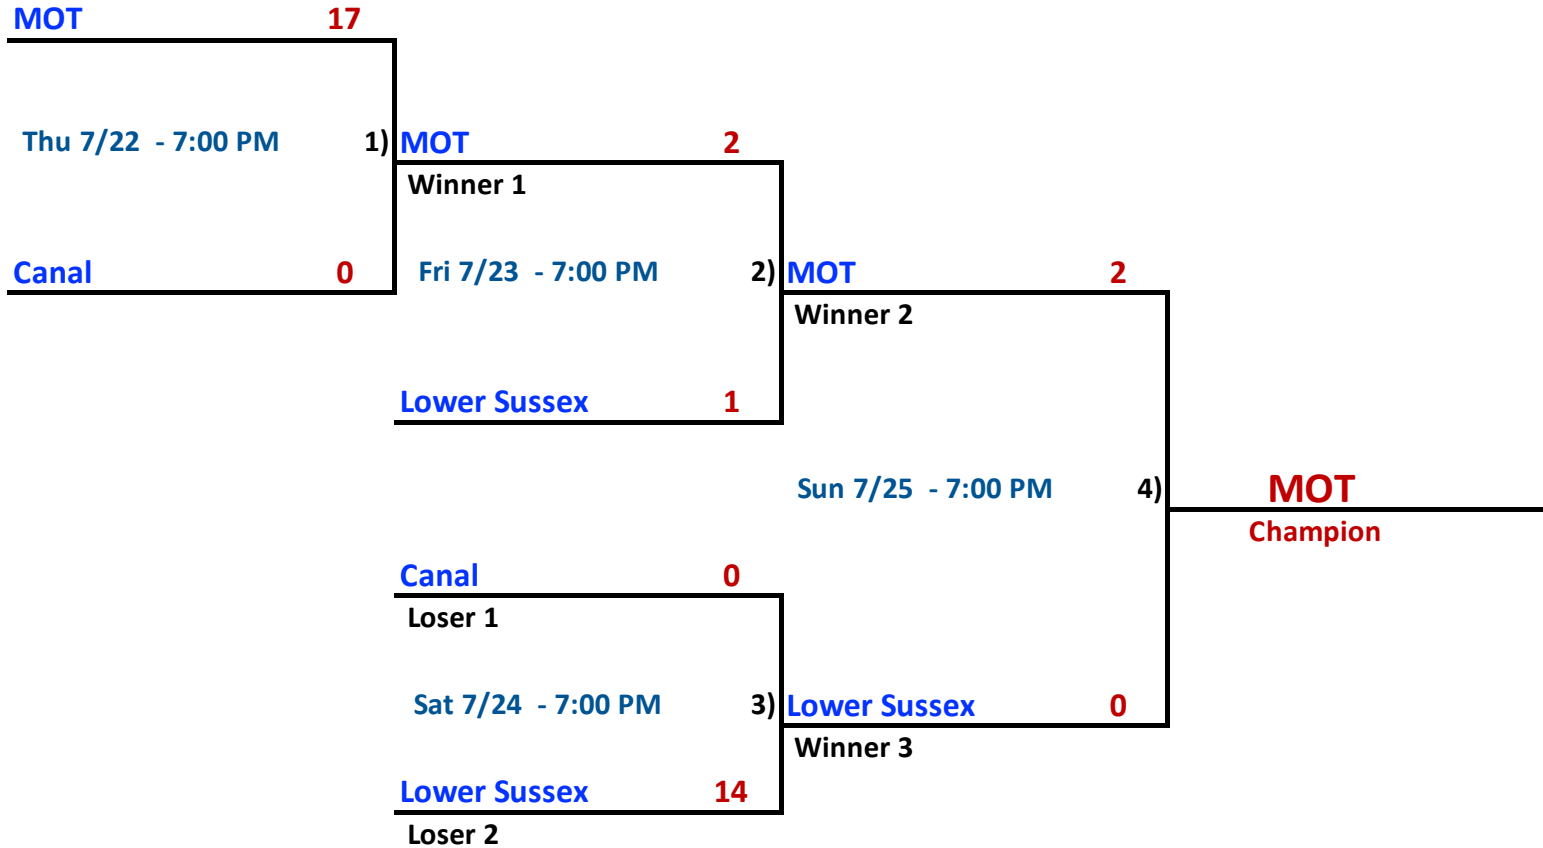 MOT 17
Thu 7/22 - 7:00 PM 1) MOT 2
Winner 1
Canal 0 Fri 7/23 - 7:00 PM 2) MOT 2
Winner 2
Lower Sussex 1
Sun 7/25 - 7:00 PM 4) MOT
Champion
Canal 0
Loser 1
Sat 7/24 - 7:00 PM 3) Lower Sussex 0
Winner 3
Lower Sussex 14
Loser 2